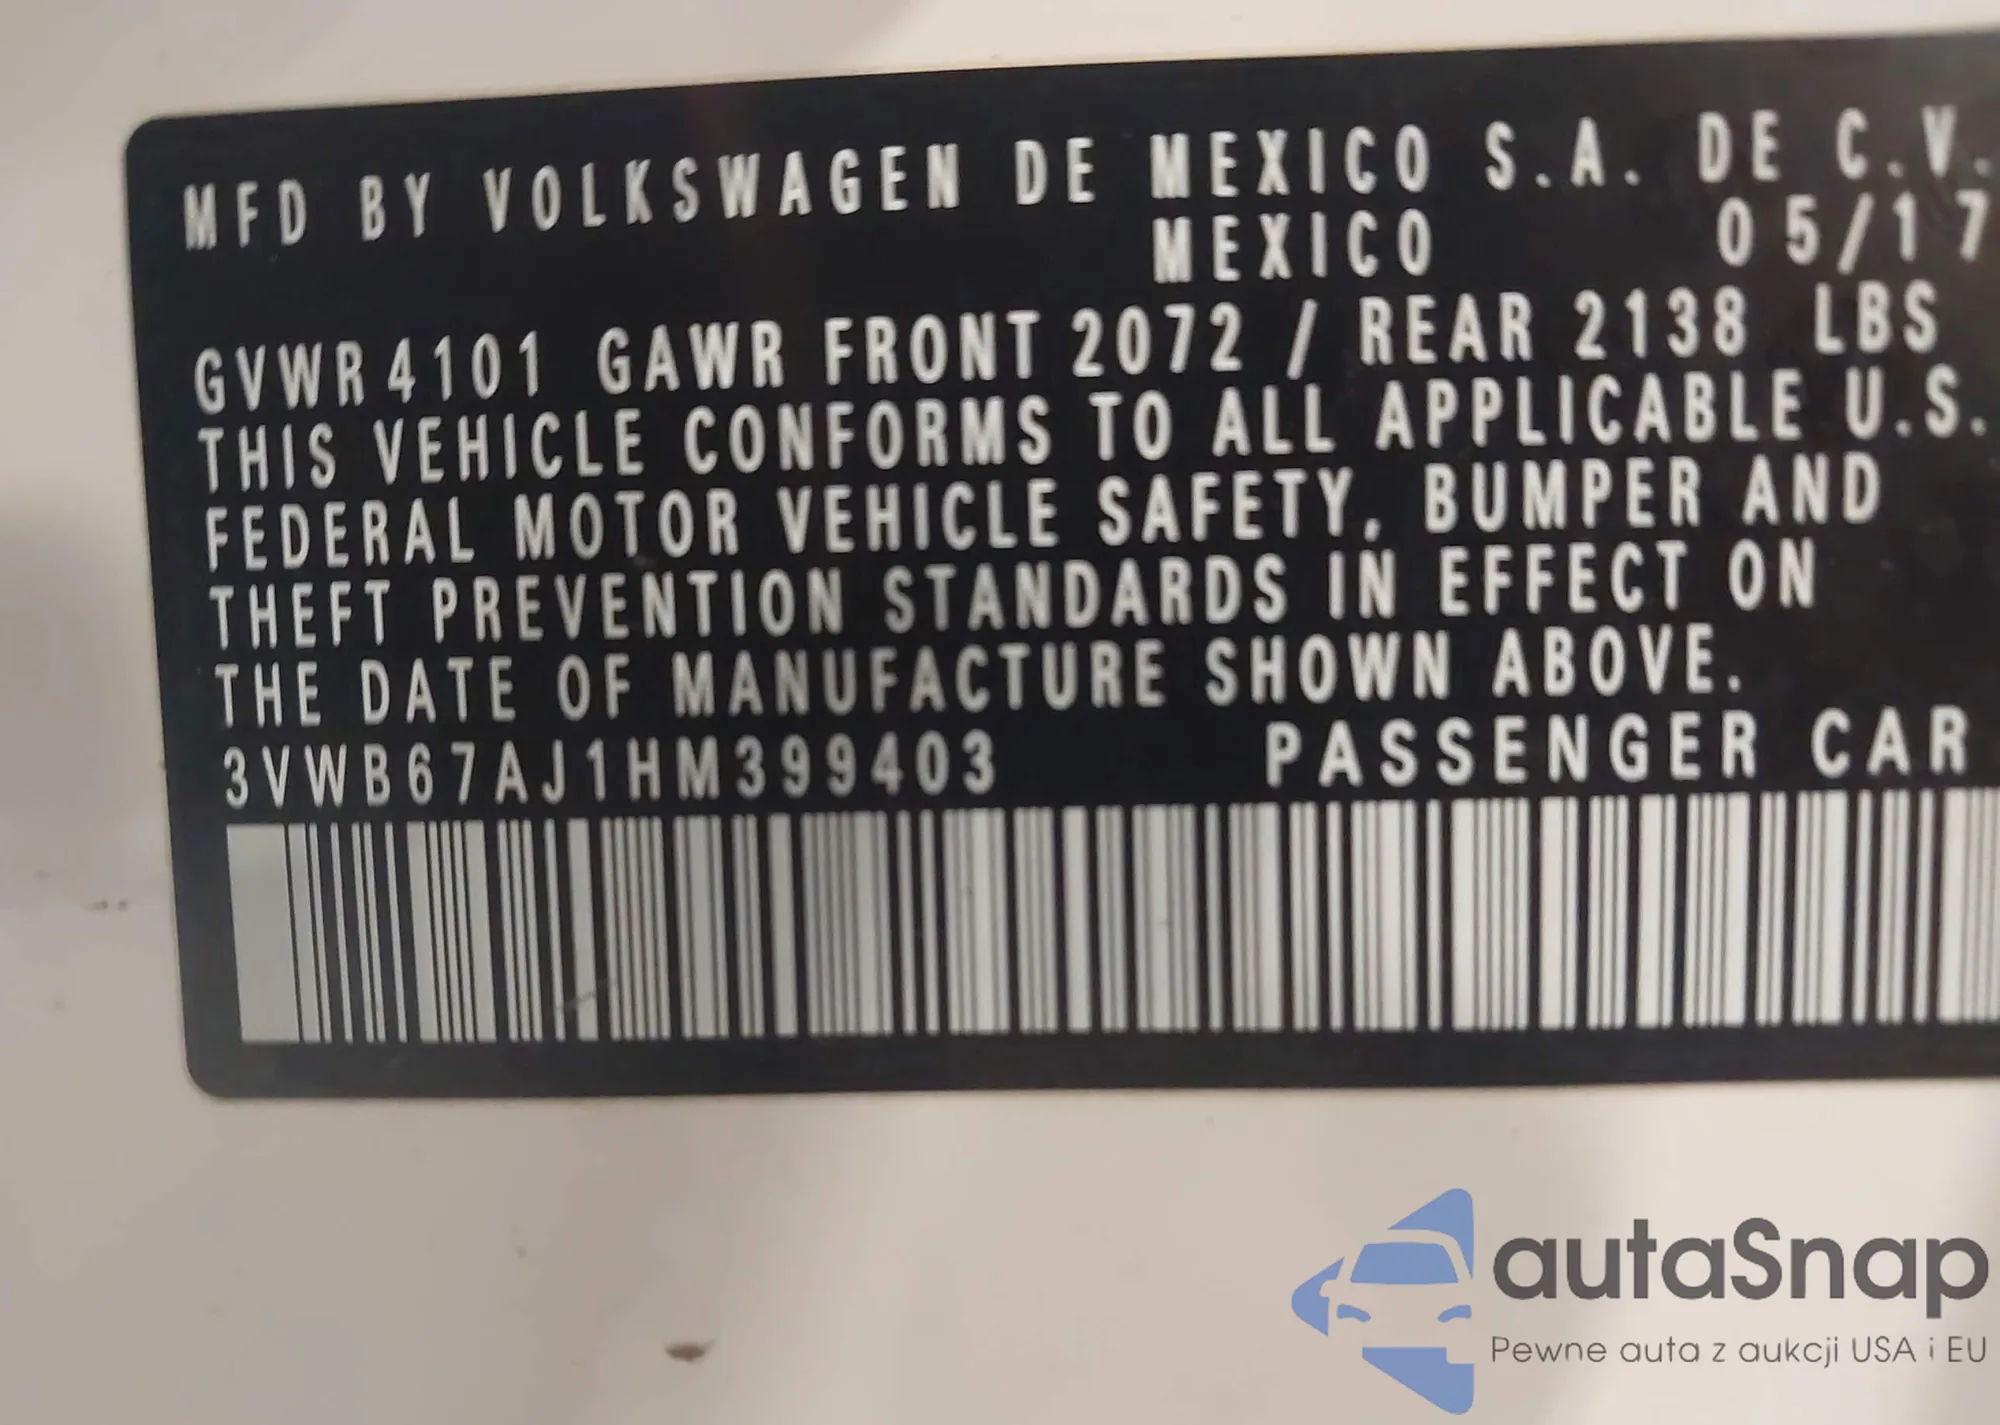 MFD BY VOLKSWAGEN DE MEXICO S.A. DE C.V.
MEXICO 05/17
GVWR 4101 GAWR FRONT 2072 / REAR 2138 LBS
THIS VEHICLE CONFORMS TO ALL APPLICABLE U.S.
FEDERAL MOTOR VEHICLE SAFETY, BUMPER AND
THEFT PREVENTION STANDARDS IN EFFECT ON
THE DATE OF MANUFACTURE SHOWN ABOVE.
3VWB67AJ1HM399403 PASSENGER CAR
autaSnap
Pewne auta z aukcji USA i EU